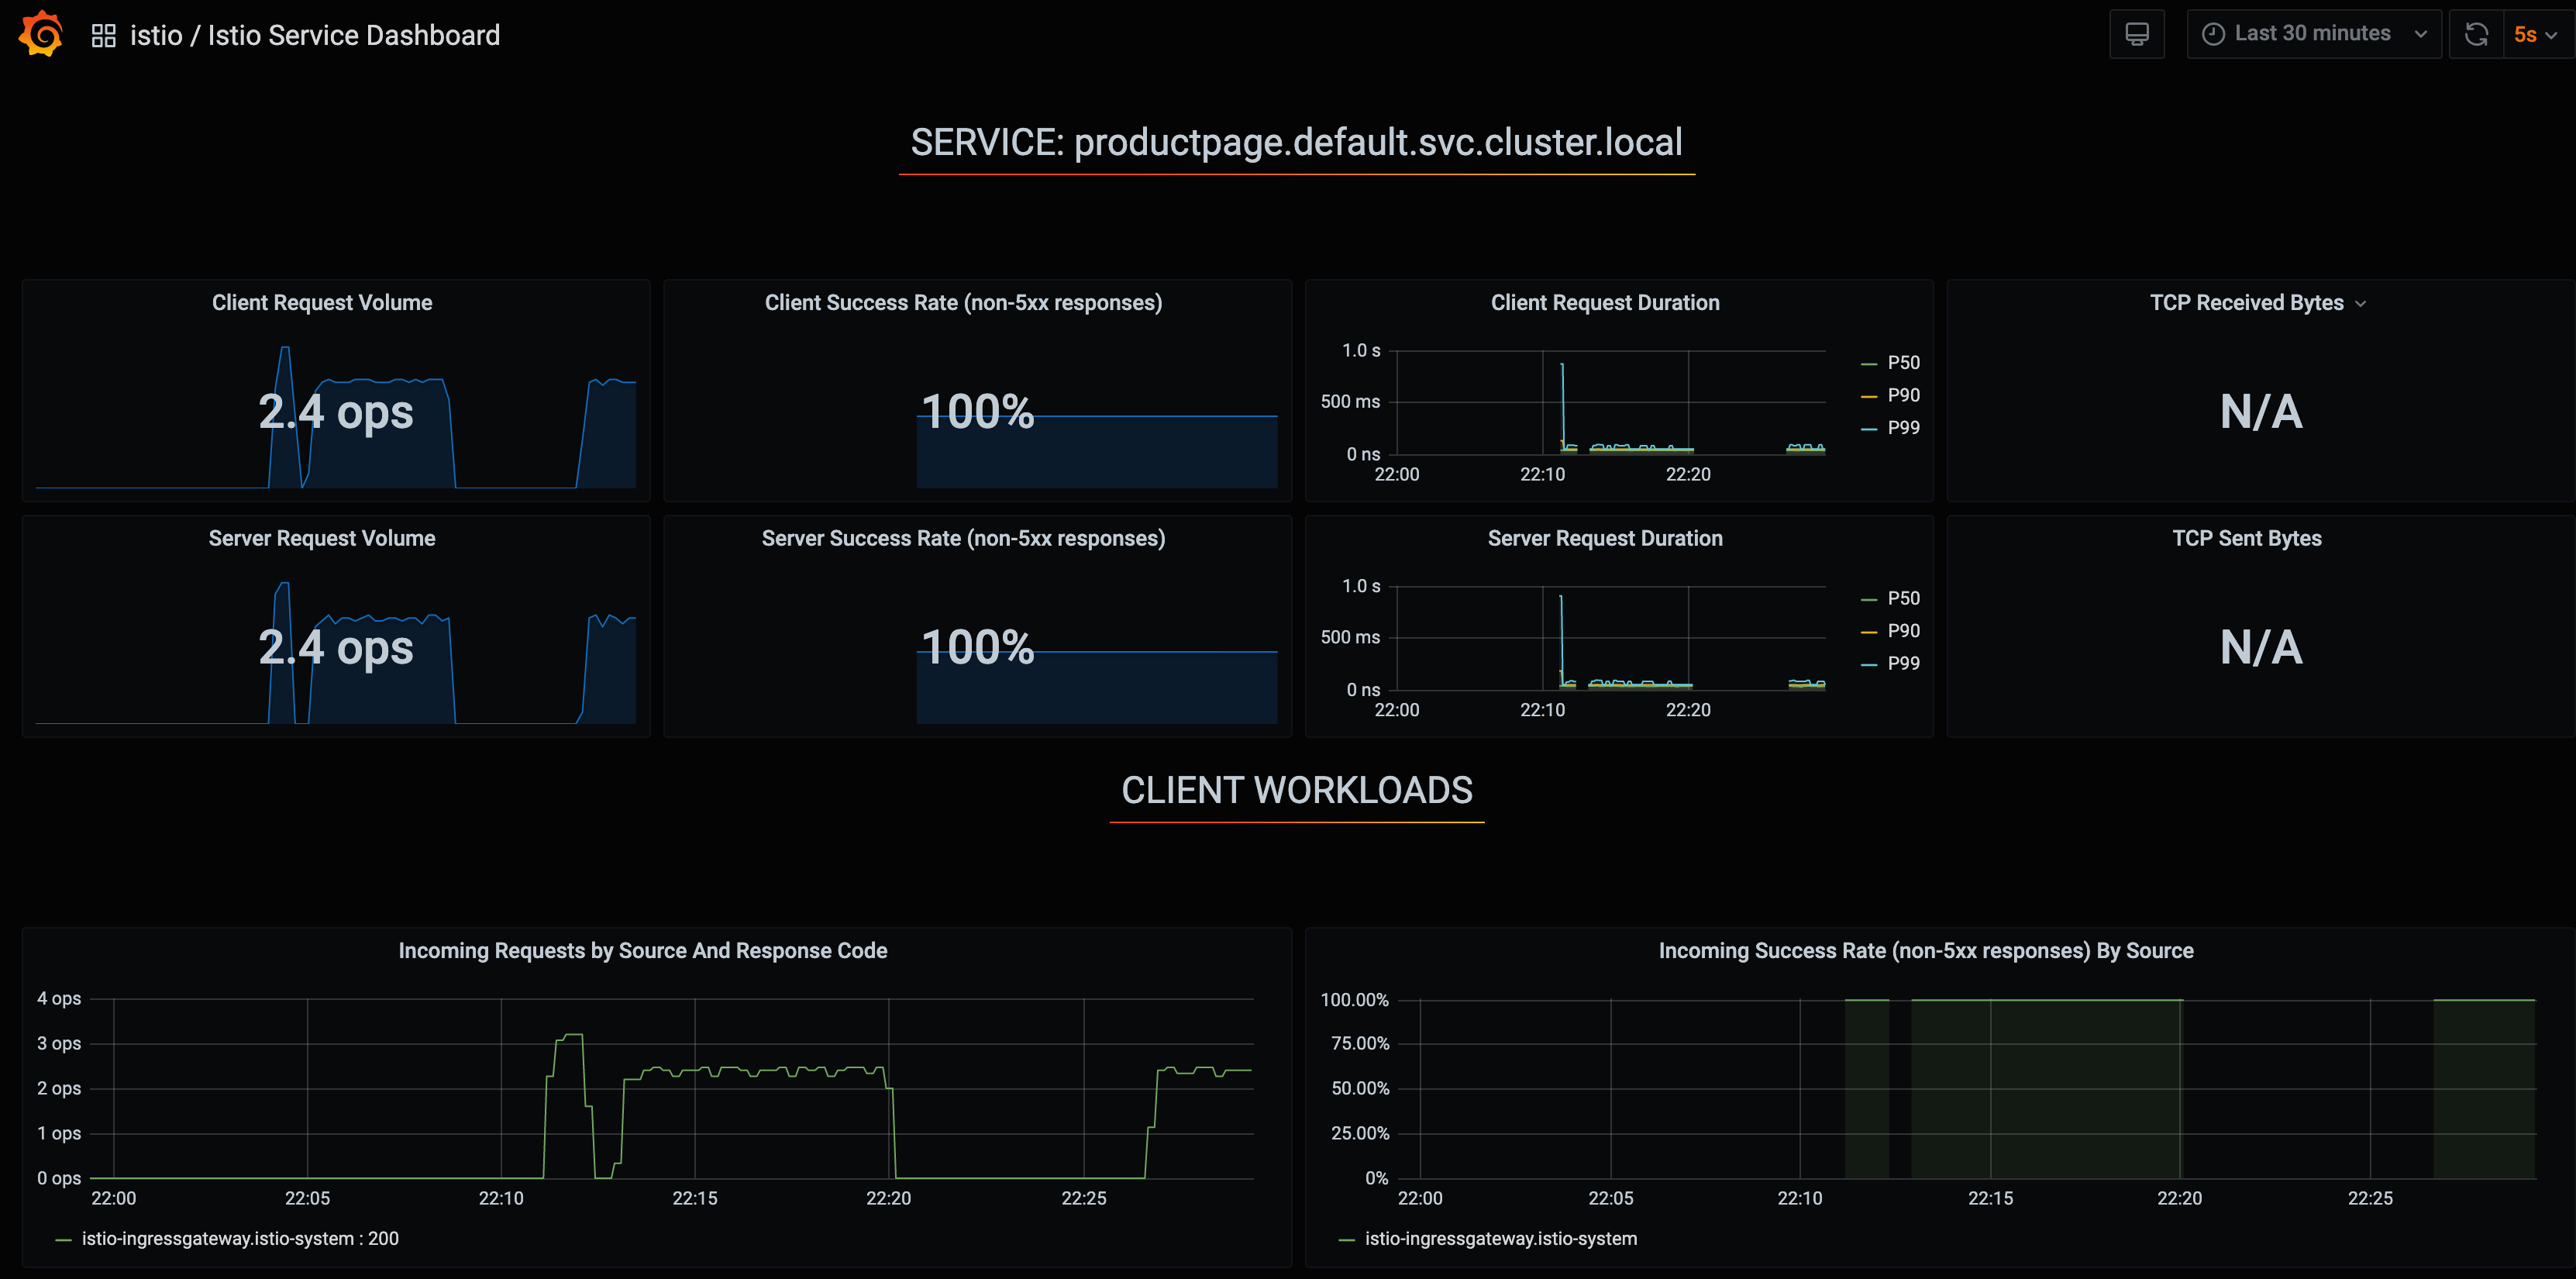 istio / Istio Service Dashboard
Last 30 minutes
5s
SERVICE: productpage.default.svc.cluster.local
Client Request Volume
2.4 ops
Client Success Rate (non-5xx responses)
100%
Client Request Duration
1.0 s
500 ms
0 ns
22:00 22:10 22:20
P50
P90
P99
TCP Received Bytes
N/A
Server Request Volume
2.4 ops
Server Success Rate (non-5xx responses)
100%
Server Request Duration
1.0 s
500 ms
0 ns
22:00 22:10 22:20
P50
P90
P99
TCP Sent Bytes
N/A
CLIENT WORKLOADS
Incoming Requests by Source And Response Code
4 ops
3 ops
2 ops
1 ops
0 ops
22:00 22:05 22:10 22:15 22:20 22:25
istio-ingressgateway.istio-system : 200
Incoming Success Rate (non-5xx responses) By Source
100.00%
75.00%
50.00%
25.00%
0%
22:00 22:05 22:10 22:15 22:20 22:25
istio-ingressgateway.istio-system